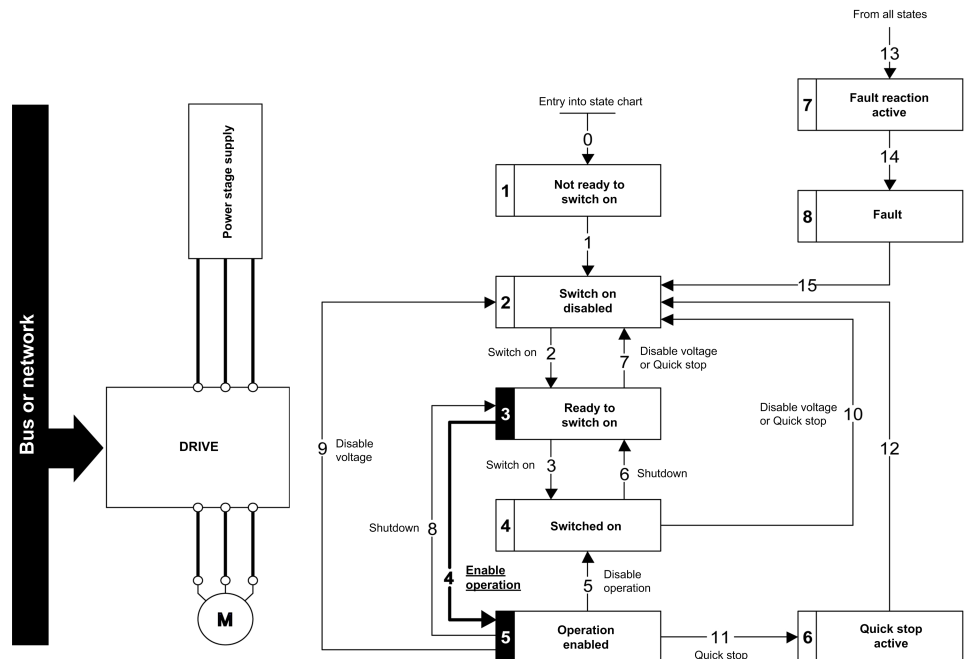 From all states
13
7
Fault reaction
active
14
8
Fault
15
Entry into state chart
0
1
Not ready to
switch on
1
2
Switch on
disabled
Switch on
2
7
Disable voltage
or Quick stop
3
Ready to
switch on
Switch on
3
6
Shutdown
4
Switched on
Disable voltage
or Quick stop
10
12
9
Disable
voltage
Shutdown
8
4
Enable
operation
5
Disable
operation
5
Operation
enabled
11
Quick stop
6
Quick stop
active
Bus or network
Power stage supply
DRIVE
M